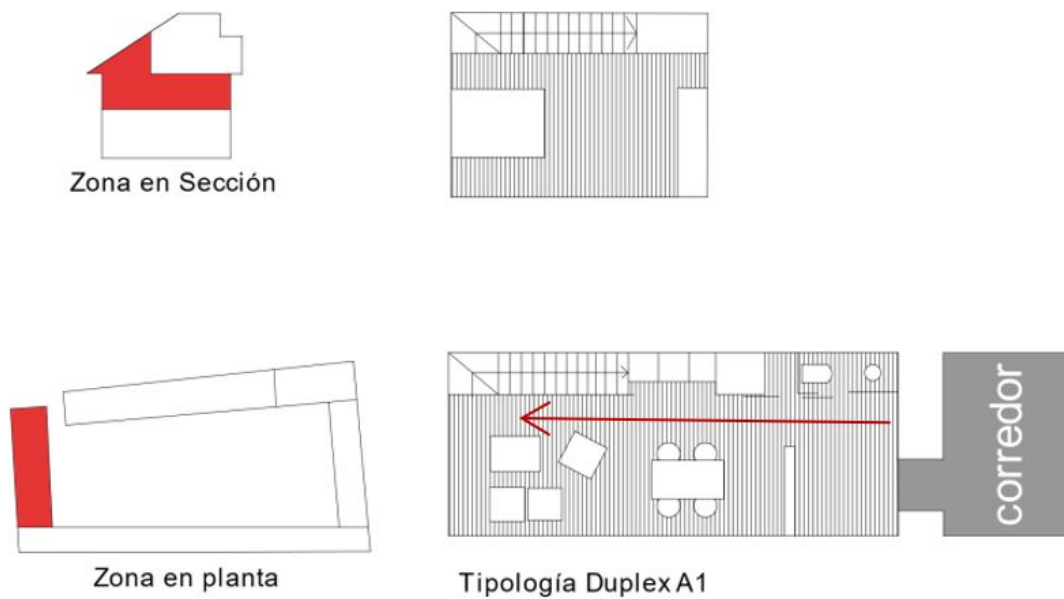 Zona en Sección
corredor
Zona en planta
Tipología Duplex A1